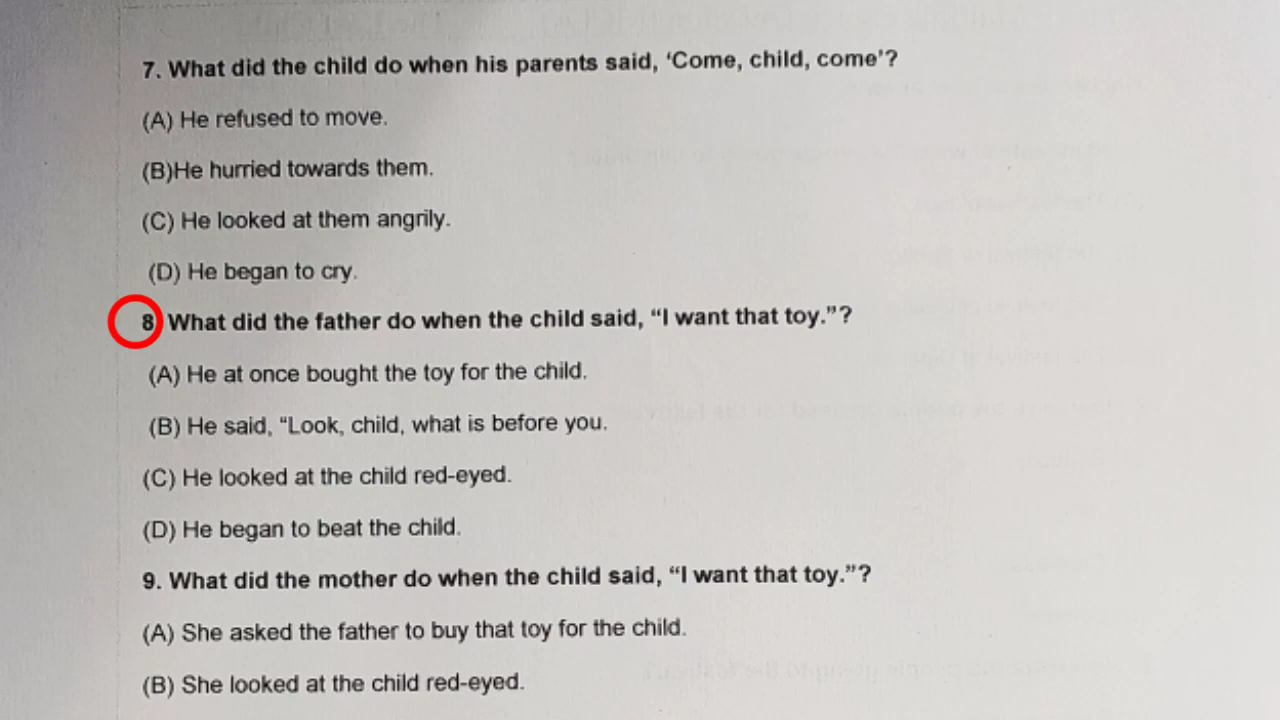 7. What did the child do when his parents said, ‘Come, child, come’?
(A) He refused to move.
(B)He hurried towards them.
(C) He looked at them angrily.
(D) He began to cry.
8 What did the father do when the child said, “I want that toy.”?
(A) He at once bought the toy for the child.
(B) He said, “Look, child, what is before you.
(C) He looked at the child red-eyed.
(D) He began to beat the child.
9. What did the mother do when the child said, “I want that toy.”?
(A) She asked the father to buy that toy for the child.
(B) She looked at the child red-eyed.